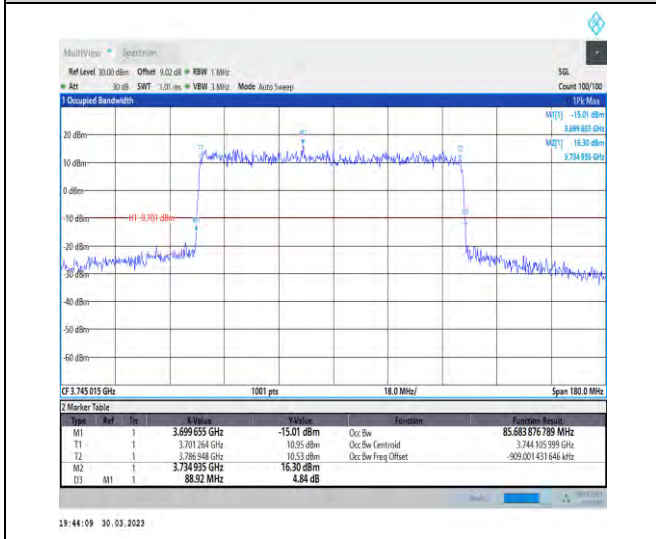 MultiView Spectrum
Ref Level 30.00 dBm Offset 9.02 dB RBW 1 MHz SGL
Att 30 dB SWT 1.01 ms VBW 3 MHz Mode Auto Sweep Count 100/100
1 Occupied Bandwidth 1Pk Max
M1[1] -15.01 dBm
3.699 655 GHz
M2[1] 16.30 dBm
3.734 935 GHz
20 dBm
M2
T1
T2
10 dBm
0 dBm
-10 dBm
H1 -9.701 dBm
M1
D3
-20 dBm
-30 dBm
-40 dBm
-50 dBm
-60 dBm
CF 3.745 015 GHz 1001 pts 18.0 MHz/ Span 180.0 MHz
2 Marker Table
Type Ref Trc X-Value Y-Value Function Function Result
M1 1 3.699 655 GHz -15.01 dBm Occ Bw 85.683 876 789 MHz
T1 1 3.701 264 GHz 10.95 dBm Occ Bw Centroid 3.744 105 999 GHz
T2 1 3.786 948 GHz 10.53 dBm Occ Bw Freq Offset -909.001 431 646 kHz
M2 1 3.734 935 GHz 16.30 dBm
D3 M1 1 88.92 MHz 4.84 dB
19:44:09 30.03.2023